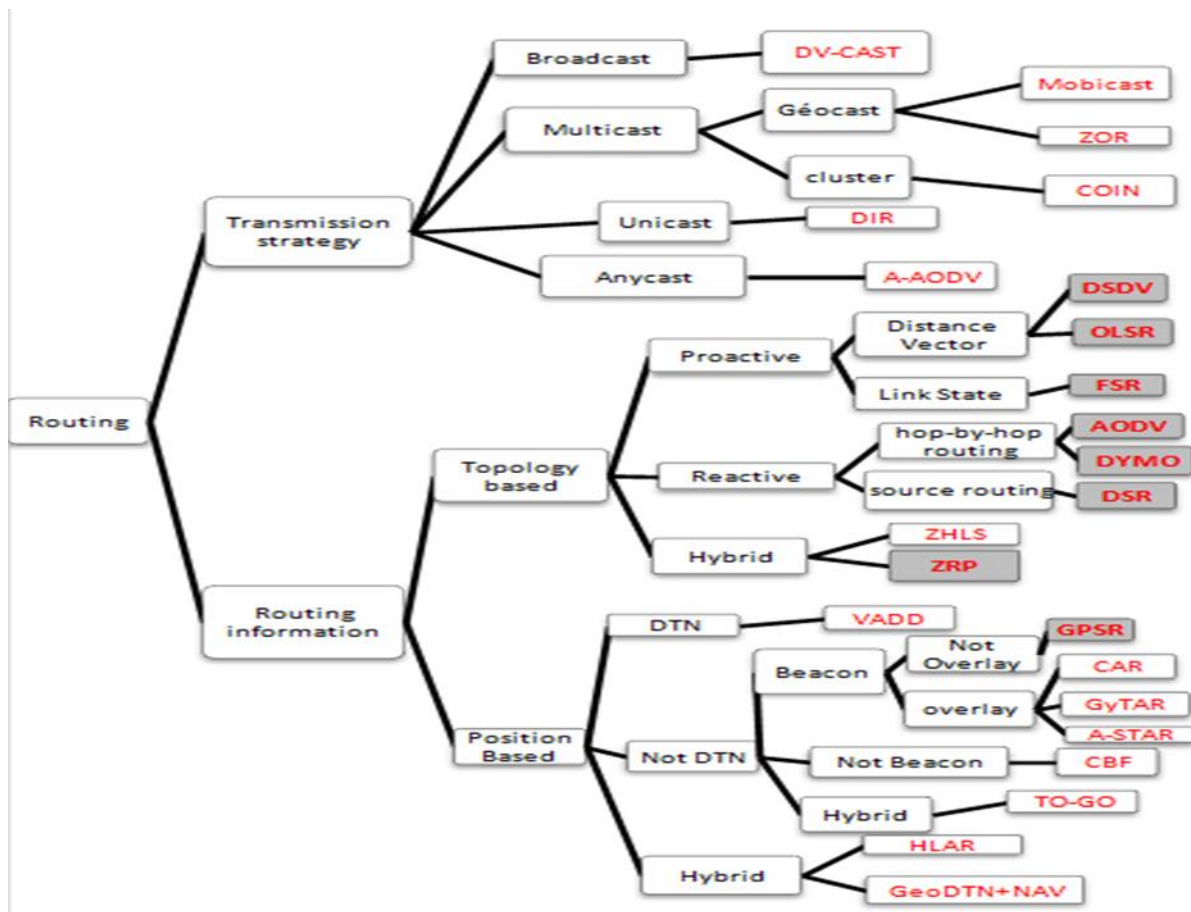 Broadcast
DV-CAST
Mobicast
Géocast
Multicast
ZOR
cluster
COIN
Transmission
strategy
Unicast
DIR
Anycast
A-AODV
DSDV
Distance
Vector
OLSR
Proactive
Link State
FSR
Routing
hop-by-hop
routing
AODV
DYMO
Topology
based
Reactive
source routing
DSR
ZHLS
Hybrid
ZRP
Routing
information
DTN
VADD
GPSR
Not
Overlay
Beacon
CAR
overlay
GyTAR
A-STAR
Position
Based
Not DTN
Not Beacon
CBF
Hybrid
TO-GO
HLAR
Hybrid
GeoDTN+NAV